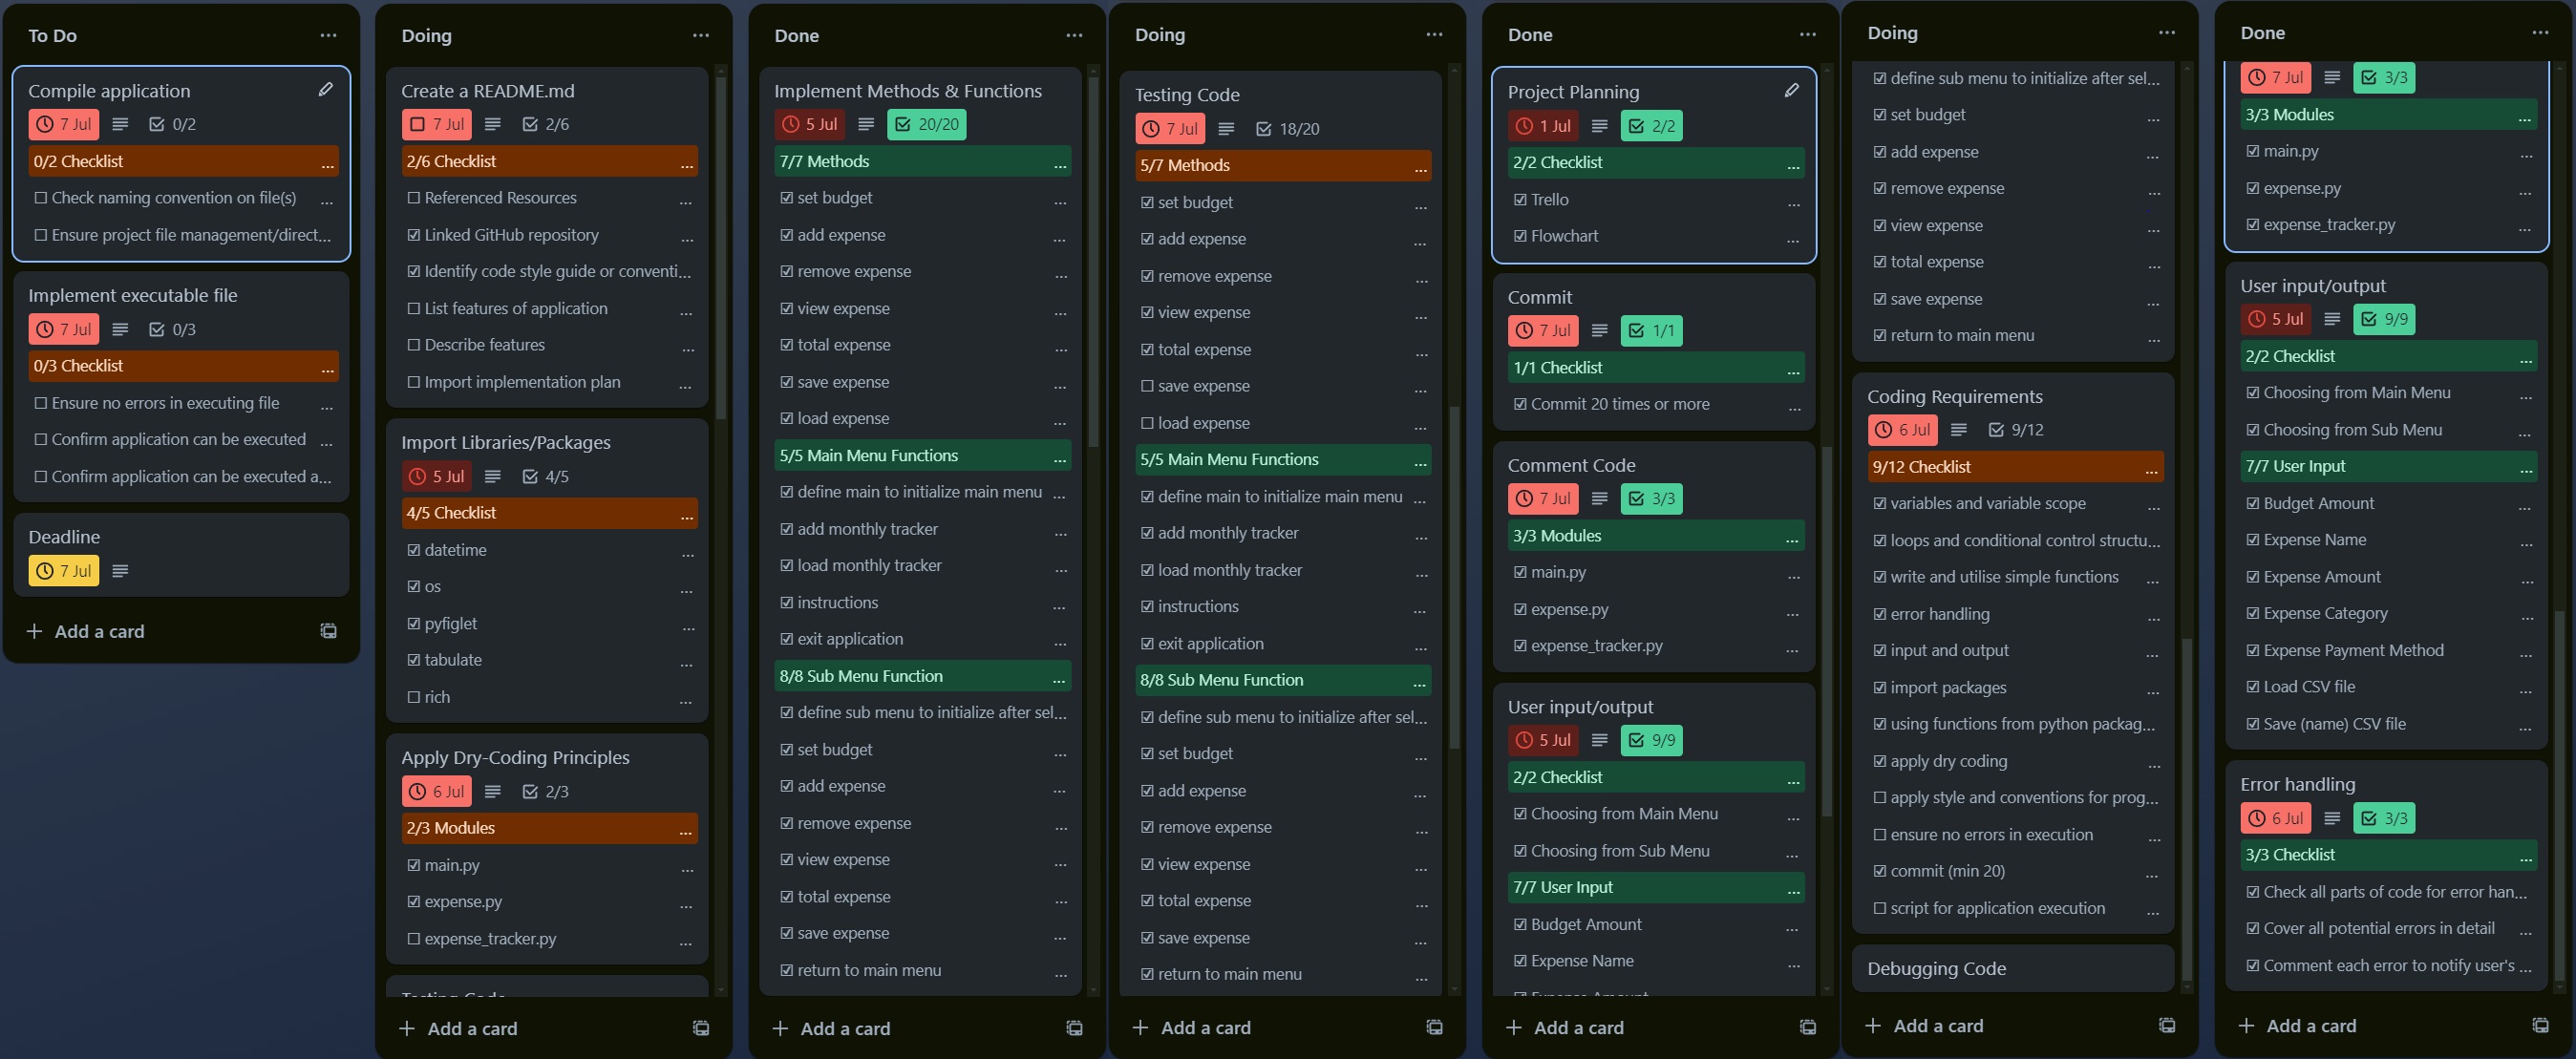 To Do
Compile application
7 Jul 0/2
0/2 Checklist ...
Check naming convention on file(s) ...
Ensure project file management/direct...
Implement executable file
7 Jul 0/3
0/3 Checklist ...
Ensure no errors in executing file ...
Confirm application can be executed ...
Confirm application can be executed a...
Deadline
7 Jul
+ Add a card
Doing
Create a README.md
7 Jul 2/6
2/6 Checklist ...
Referenced Resources ...
Linked GitHub repository ...
Identify code style guide or conventi...
List features of application ...
Describe features ...
Import implementation plan ...
Import Libraries/Packages
5 Jul 4/5
4/5 Checklist ...
datetime ...
os ...
pyfiglet ...
tabulate ...
rich ...
Apply Dry-Coding Principles
6 Jul 2/3
2/3 Modules ...
main.py ...
expense.py ...
expense_tracker.py ...
Testing Code
+ Add a card
Done
Implement Methods & Functions
5 Jul 20/20
7/7 Methods ...
set budget ...
add expense ...
remove expense ...
view expense ...
total expense ...
save expense ...
load expense ...
5/5 Main Menu Functions ...
define main to initialize main menu ...
add monthly tracker ...
load monthly tracker ...
instructions ...
exit application ...
8/8 Sub Menu Function ...
define sub menu to initialize after sel...
set budget ...
add expense ...
remove expense ...
view expense ...
total expense ...
save expense ...
return to main menu ...
+ Add a card
Doing
Testing Code
7 Jul 18/20
5/7 Methods ...
set budget ...
add expense ...
remove expense ...
view expense ...
total expense ...
save expense ...
load expense ...
5/5 Main Menu Functions ...
define main to initialize main menu ...
add monthly tracker ...
load monthly tracker ...
instructions ...
exit application ...
8/8 Sub Menu Function ...
define sub menu to initialize after sel...
set budget ...
add expense ...
remove expense ...
view expense ...
total expense ...
save expense ...
return to main menu ...
+ Add a card
Done
Project Planning
1 Jul 2/2
2/2 Checklist ...
Trello ...
Flowchart ...
Commit
7 Jul 1/1
1/1 Checklist ...
Commit 20 times or more ...
Comment Code
7 Jul 3/3
3/3 Modules ...
main.py ...
expense.py ...
expense_tracker.py ...
User input/output
5 Jul 9/9
2/2 Checklist ...
Choosing from Main Menu ...
Choosing from Sub Menu ...
7/7 User Input ...
Budget Amount ...
Expense Name ...
Expense Amount
+ Add a card
Doing
define sub menu to initialize after sel...
set budget ...
add expense ...
remove expense ...
view expense ...
total expense ...
save expense ...
return to main menu ...
Coding Requirements
6 Jul 9/12
9/12 Checklist ...
variables and variable scope ...
loops and conditional control structu...
write and utilise simple functions ...
error handling ...
input and output ...
import packages ...
using functions from python packag...
apply dry coding ...
apply style and conventions for prog...
ensure no errors in execution ...
commit (min 20) ...
script for application execution ...
Debugging Code
+ Add a card
Done
7 Jul 3/3
3/3 Modules ...
main.py ...
expense.py ...
expense_tracker.py ...
User input/output
5 Jul 9/9
2/2 Checklist ...
Choosing from Main Menu ...
Choosing from Sub Menu ...
7/7 User Input ...
Budget Amount ...
Expense Name ...
Expense Amount ...
Expense Category ...
Expense Payment Method ...
Load CSV file ...
Save (name) CSV file ...
Error handling
6 Jul 3/3
3/3 Checklist ...
Check all parts of code for error han...
Cover all potential errors in detail ...
Comment each error to notify user's ...
+ Add a card